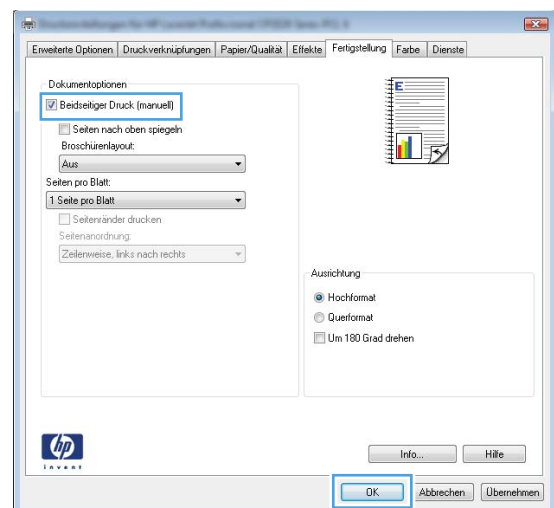 Erweiterte Optionen Druckverknüpfungen Papier/Qualität Effekte Fertigstellung Farbe Dienste
Dokumentoptionen
Beidseitiger Druck (manuell)
Seiten nach oben spiegeln
Broschürenlayout:
Aus
Seiten pro Blatt:
1 Seite pro Blatt
Seitenränder drucken
Seitenanordnung:
Zeilenweise, links nach rechts
E
Ausrichtung
Hochformat
Querformat
Um 180 Grad drehen
hp
invent
Info... Hilfe
OK Abbrechen Übernehmen